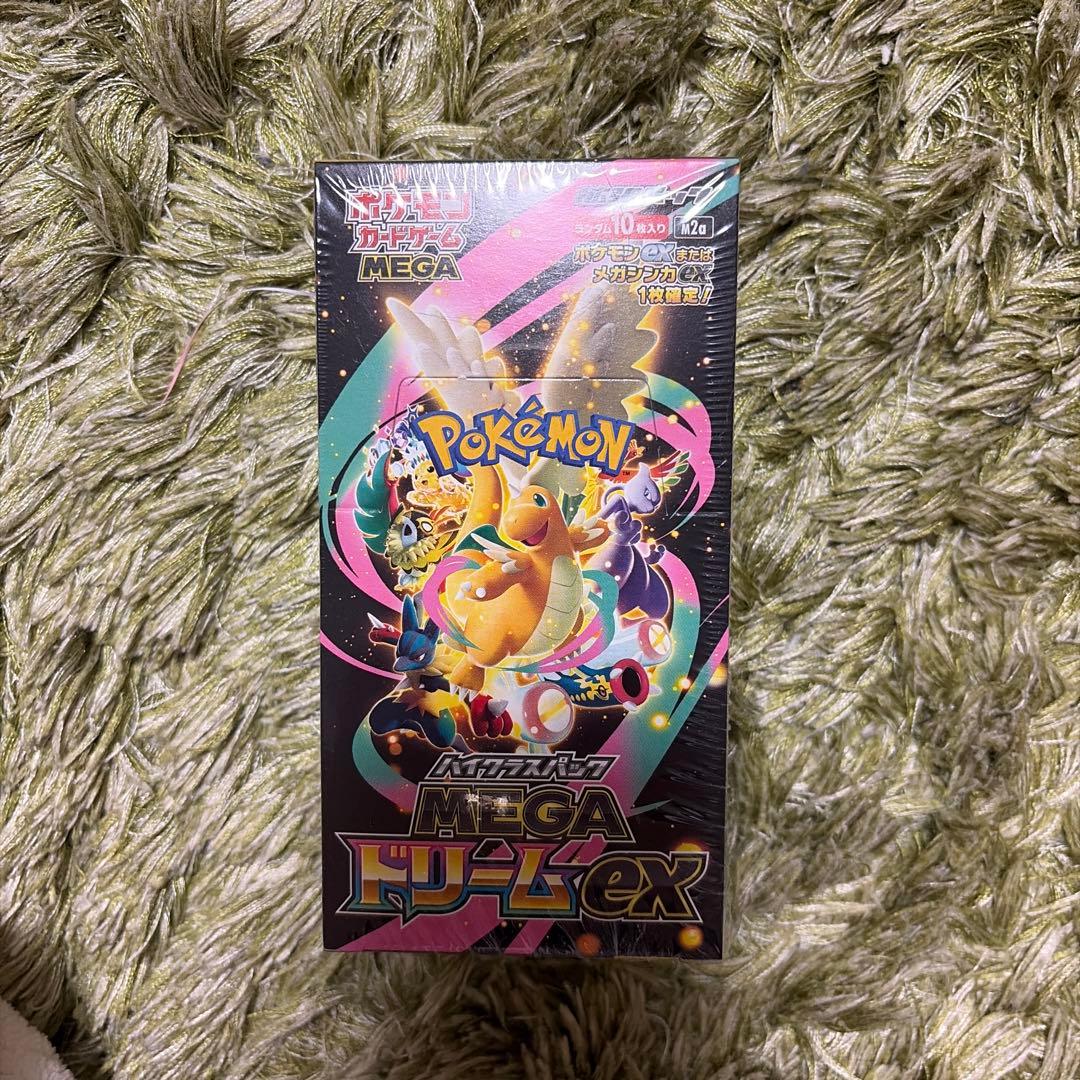 ポケモン
カードゲーム
MEGA
ランダム10枚入り M2a
ポケモンexまたは
メガシンカex
1枚確定!
POKéMON
TM
ハイクラスパック
MEGA
ドリームex